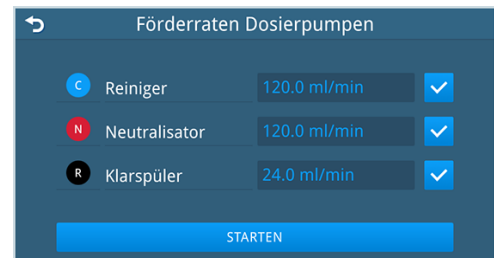 Förderraten Dosierpumpen
C Reiniger 120.0 ml/min
N Neutralisator 120.0 ml/min
R Klarspüler 24.0 ml/min
STARTEN